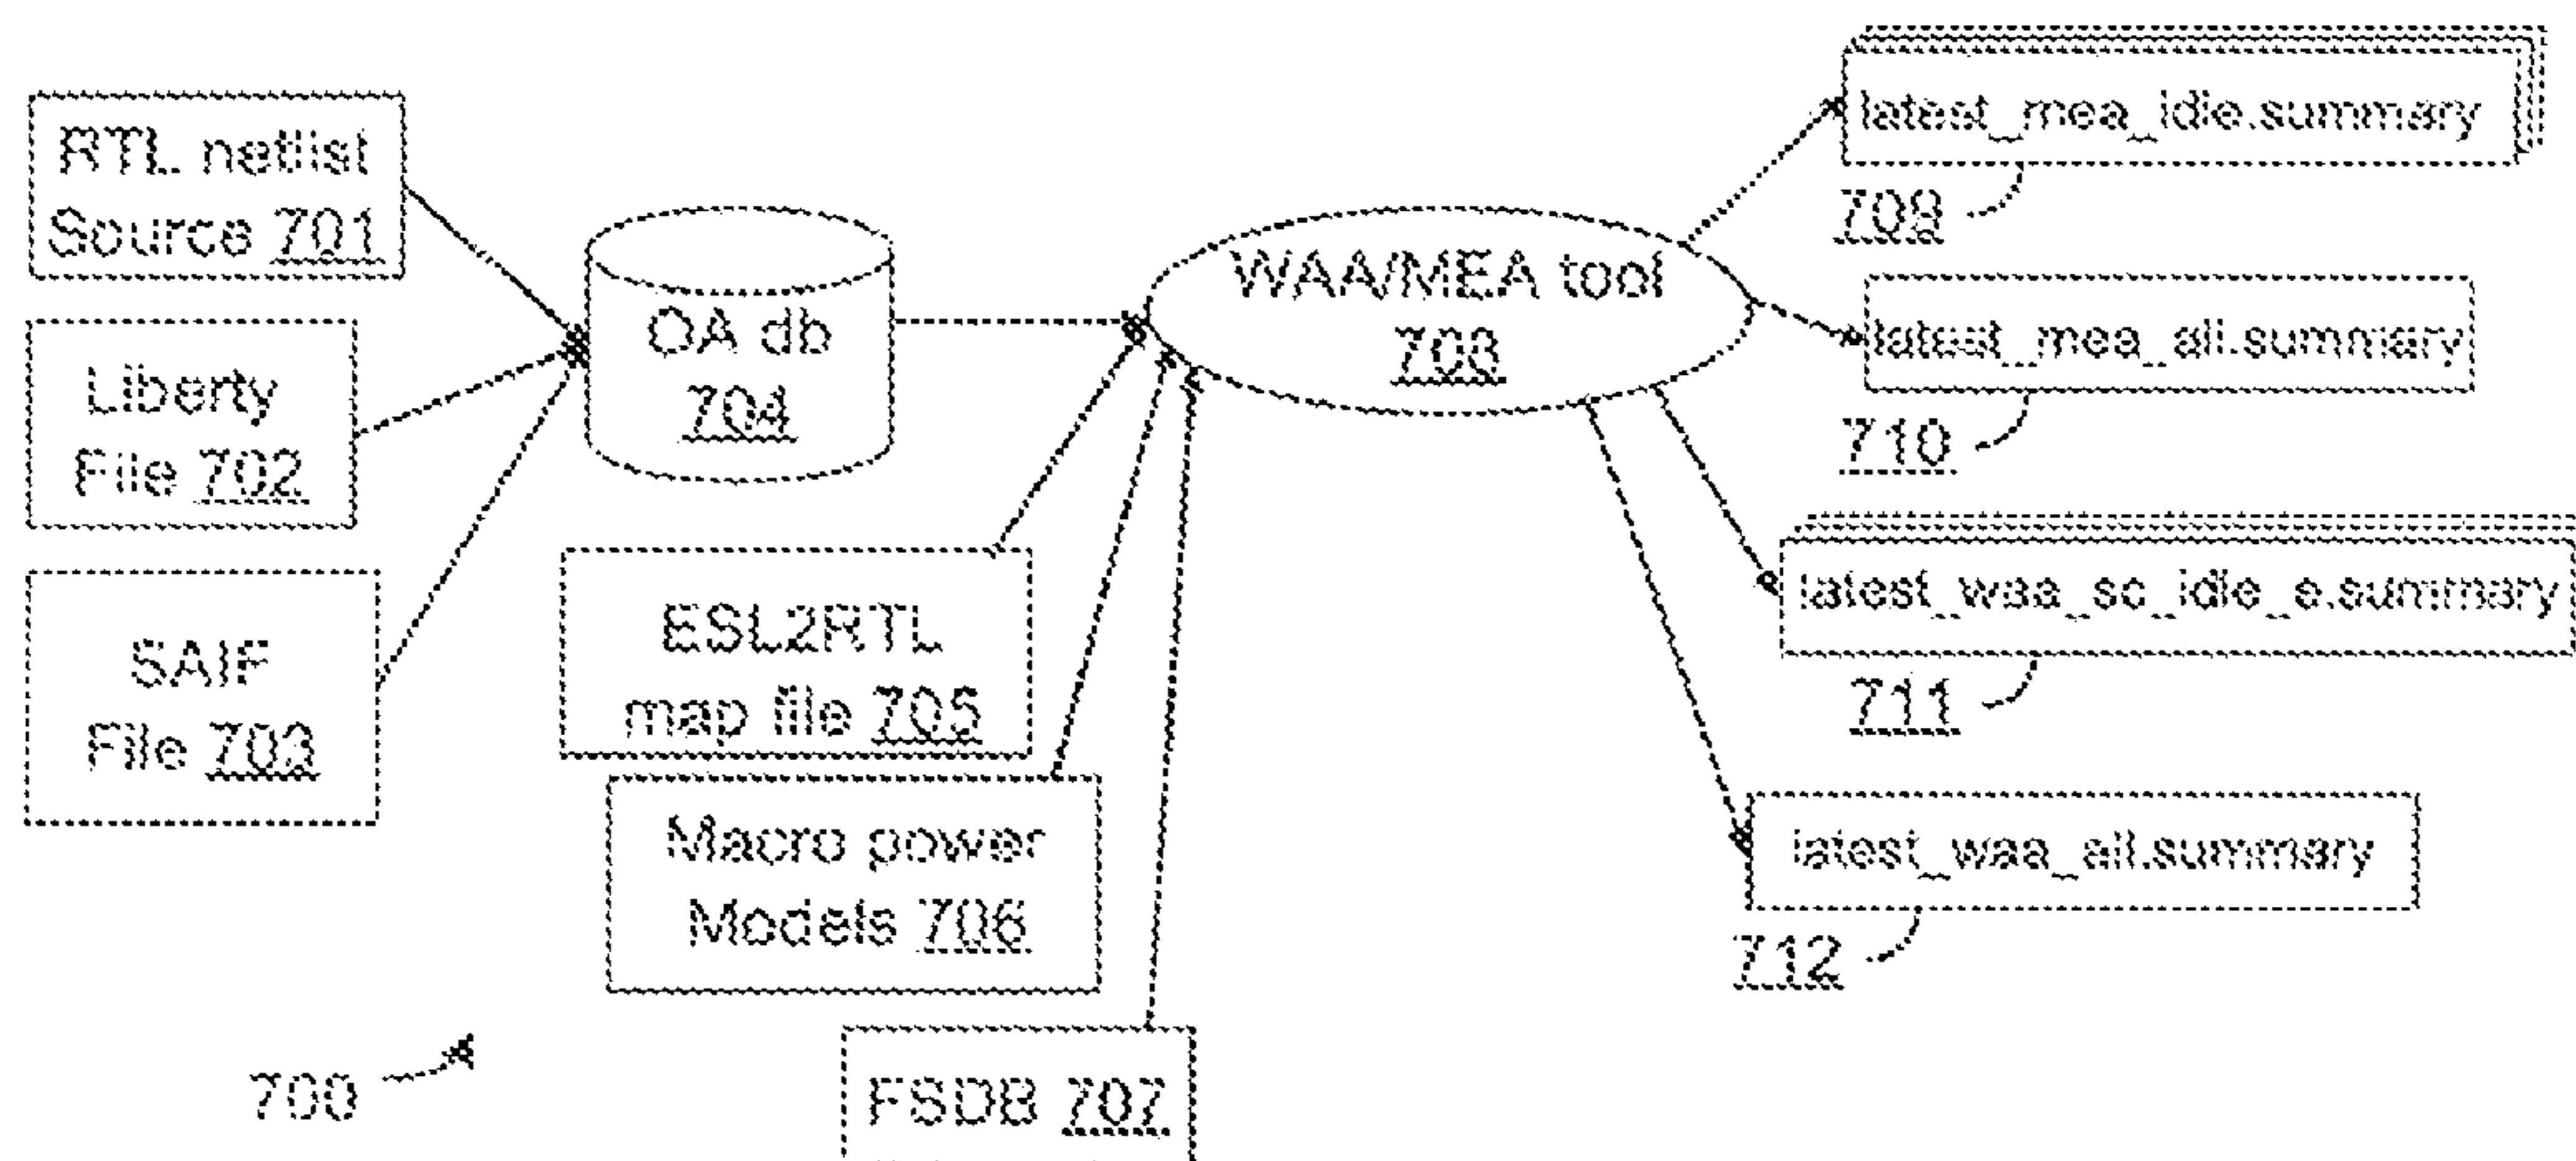 RTL netlist
Source 701
Liberty
File 702
SAIF
File 703
OA db
704
ESL2RTL
map file 705
Macro power
Models 706
FSDB 707
WAA/MEA tool
708
latest_mea_idle.summary
709
latest_mea_all.summary
710
latest_waa_sc_idle_e.summary
711
latest_waa_all.summary
712
700